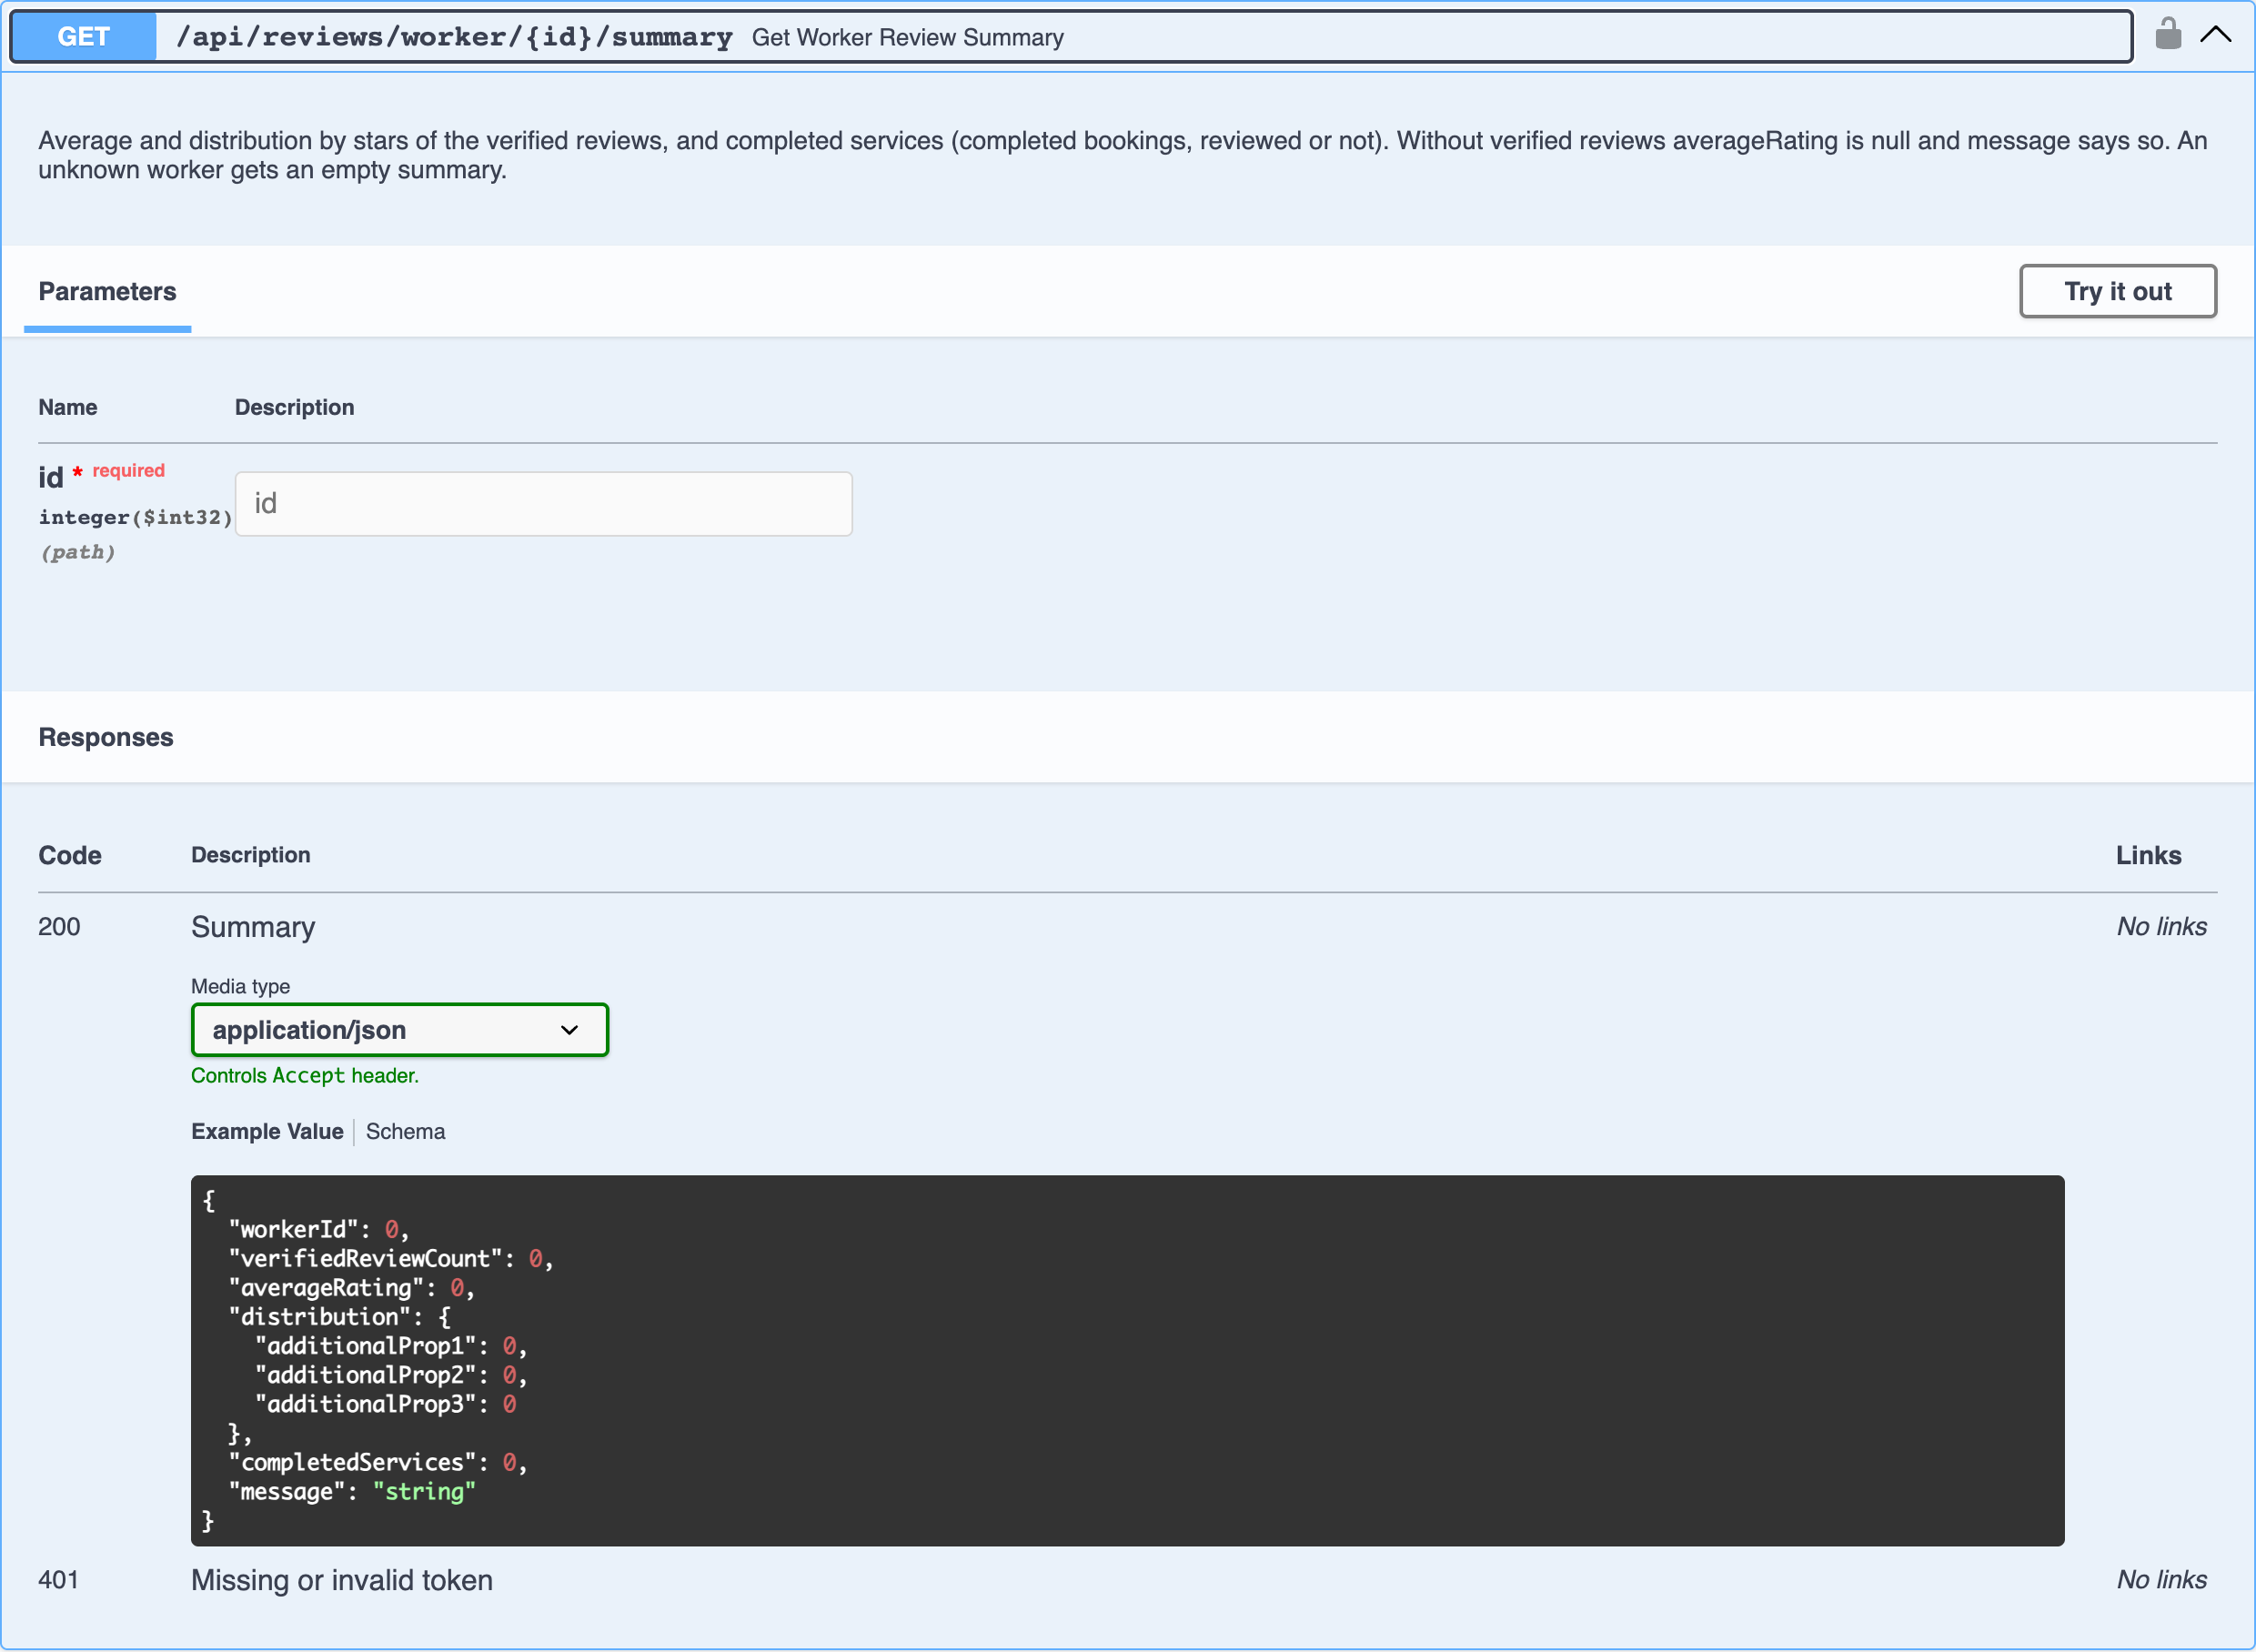 GET /api/reviews/worker/{id}/summary Get Worker Review Summary
Average and distribution by stars of the verified reviews, and completed services (completed bookings, reviewed or not). Without verified reviews averageRating is null and message says so. An
unknown worker gets an empty summary.
Parameters
Try it out
Name Description
id * required
integer($int32)
(path)
id
Responses
Code Description Links
200 Summary No links
Media type
application/json
Controls Accept header.
Example Value Schema
{
  "workerId": 0,
  "verifiedReviewCount": 0,
  "averageRating": 0,
  "distribution": {
    "additionalProp1": 0,
    "additionalProp2": 0,
    "additionalProp3": 0
  },
  "completedServices": 0,
  "message": "string"
}
401 Missing or invalid token No links